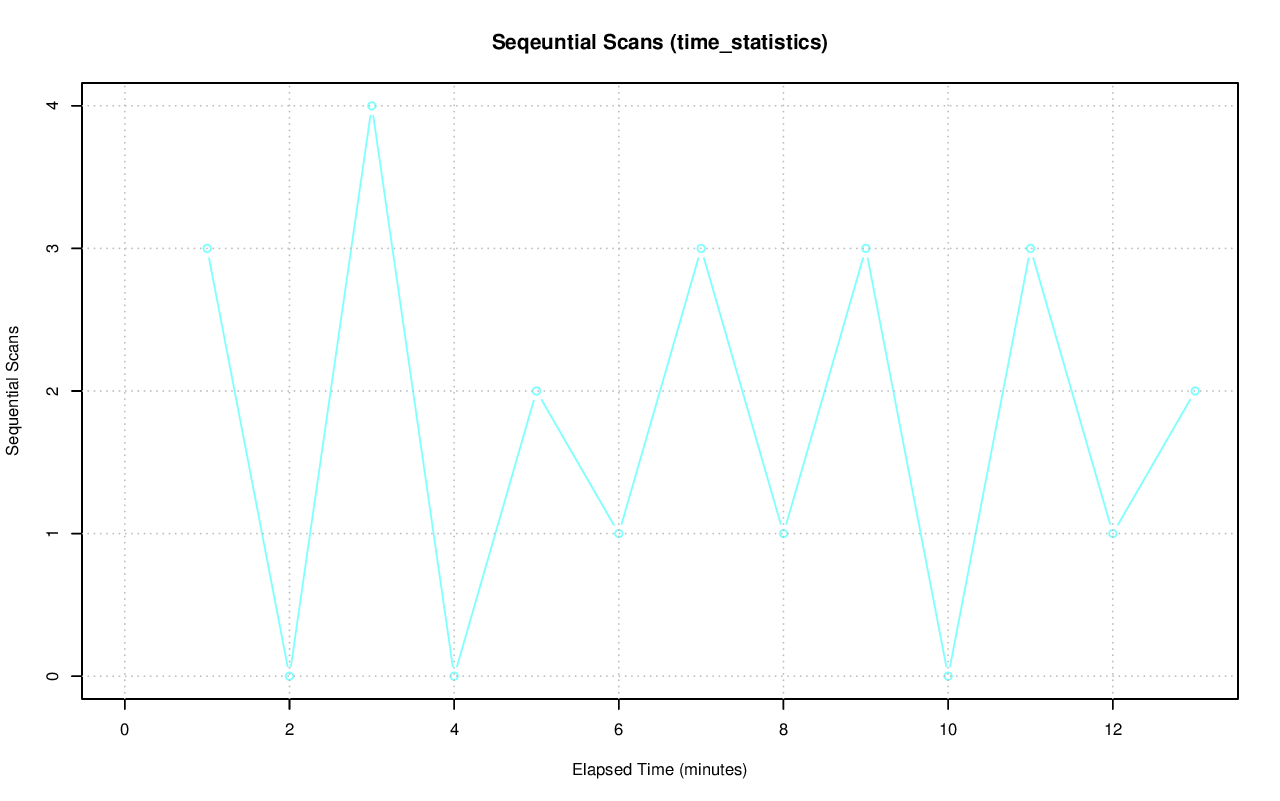 Seqeuntial Scans (time_statistics)
Sequential Scans
4
3
2
1
0
0 2 4 6 8 10 12
Elapsed Time (minutes)